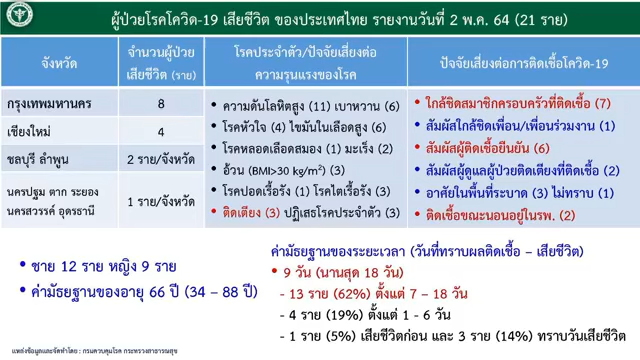 ผู้ป่วยโรคโควิด-19 เสียชีวิต ของประเทศไทย รายงานวันที่ 2 พ.ค. 64 (21 ราย)
จังหวัด
จำนวนผู้ป่วย
เสียชีวิต (ราย)
โรคประจำตัว/ปัจจัยเสี่ยงต่อ
ความรุนแรงของโรค
ปัจจัยเสี่ยงต่อการติดเชื้อโควิด-19
กรุงเทพมหานคร
8
เชียงใหม่
4
ชลบุรี ลำพูน
2 ราย/จังหวัด
นครปฐม ตาก ระยอง
นครสวรรค์ อุดรธานี
1 ราย/จังหวัด
• ความดันโลหิตสูง (11) เบาหวาน (6)
• โรคหัวใจ (4) ไขมันในเลือดสูง (6)
• โรคหลอดเลือดสมอง (1) มะเร็ง (2)
• อ้วน (BMI>30 kg/m²) (3)
• โรคปอดเรื้อรัง (1) โรคไตเรื้อรัง (3)
• ติดเตียง (3) ปฏิเสธโรคประจำตัว (3)
• ใกล้ชิดสมาชิกครอบครัวที่ติดเชื้อ (7)
• สัมผัสใกล้ชิดเพื่อน/เพื่อนร่วมงาน (1)
• สัมผัสผู้ติดเชื้อยืนยัน (6)
• สัมผัสผู้ดูแลผู้ป่วยติดเตียงที่ติดเชื้อ (2)
• อาศัยในพื้นที่ระบาด (3) ไม่ทราบ (1)
• ติดเชื้อขณะนอนอยู่ในรพ. (2)
• ชาย 12 ราย หญิง 9 ราย
• ค่ามัธยฐานของอายุ 66 ปี (34 – 88 ปี)
ค่ามัธยฐานของระยะเวลา (วันที่ทราบผลติดเชื้อ – เสียชีวิต)
• 9 วัน (นานสุด 18 วัน)
- 13 ราย (62%) ตั้งแต่ 7 – 18 วัน
- 4 ราย (19%) ตั้งแต่ 1 - 6 วัน
- 1 ราย (5%) เสียชีวิตก่อน และ 3 ราย (14%) ทราบวันเสียชีวิต
แหล่งข้อมูลและจัดทำโดย : กรมควบคุมโรค กระทรวงสาธารณสุข